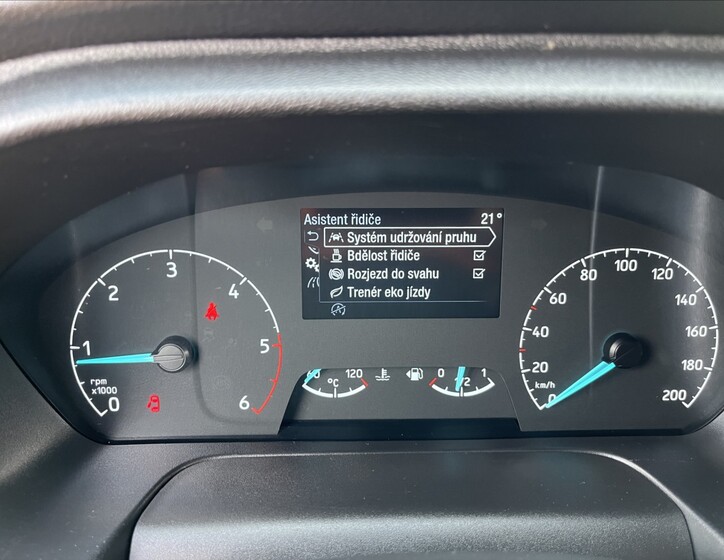 Asistent řidiče 21°
Systém udržování pruhu
Bdělost řidiče
Rozjezd do svahu
Trenér eko jízdy
0 1 2 3 4 5 6
rpm
x1000
120
°C
0 1/2 1
0 20 40 60 80 100 120 140 160 180 200
km/h